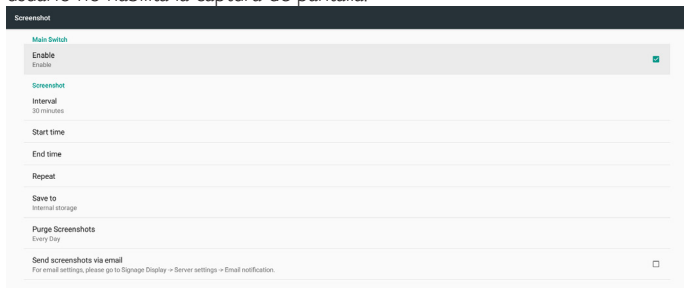 usuario no habilita la captura de pantalla.
Screenshot
Main Switch
Enable
Enable
Screenshot
Interval
30 minutes
Start time
End time
Repeat
Save to
Internal storage
Purge Screenshots
Every Day
Send screenshots via email
For email settings, please go to Signage Display -> Server settings -> Email notification.